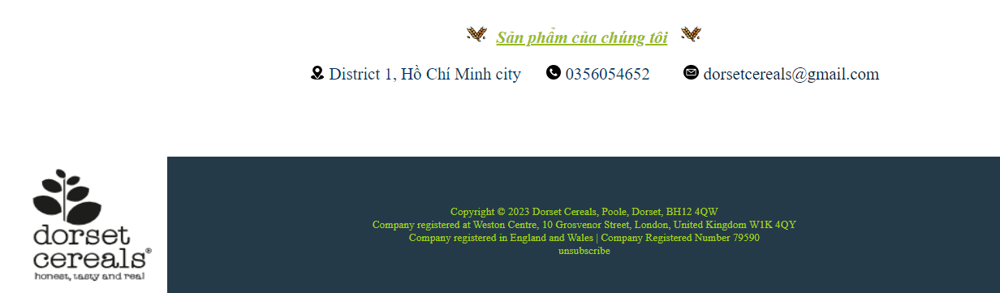 Sản phẩm của chúng tôi
District 1, Hồ Chí Minh city 0356054652 dorsetcereals@gmail.com
dorset
cereals®
honest, tasty and real
Copyright © 2023 Dorset Cereals, Poole, Dorset, BH12 4QW
Company registered at Weston Centre, 10 Grosvenor Street, London, United Kingdom W1K 4QY
Company registered in England and Wales | Company Registered Number 79590
unsubscribe